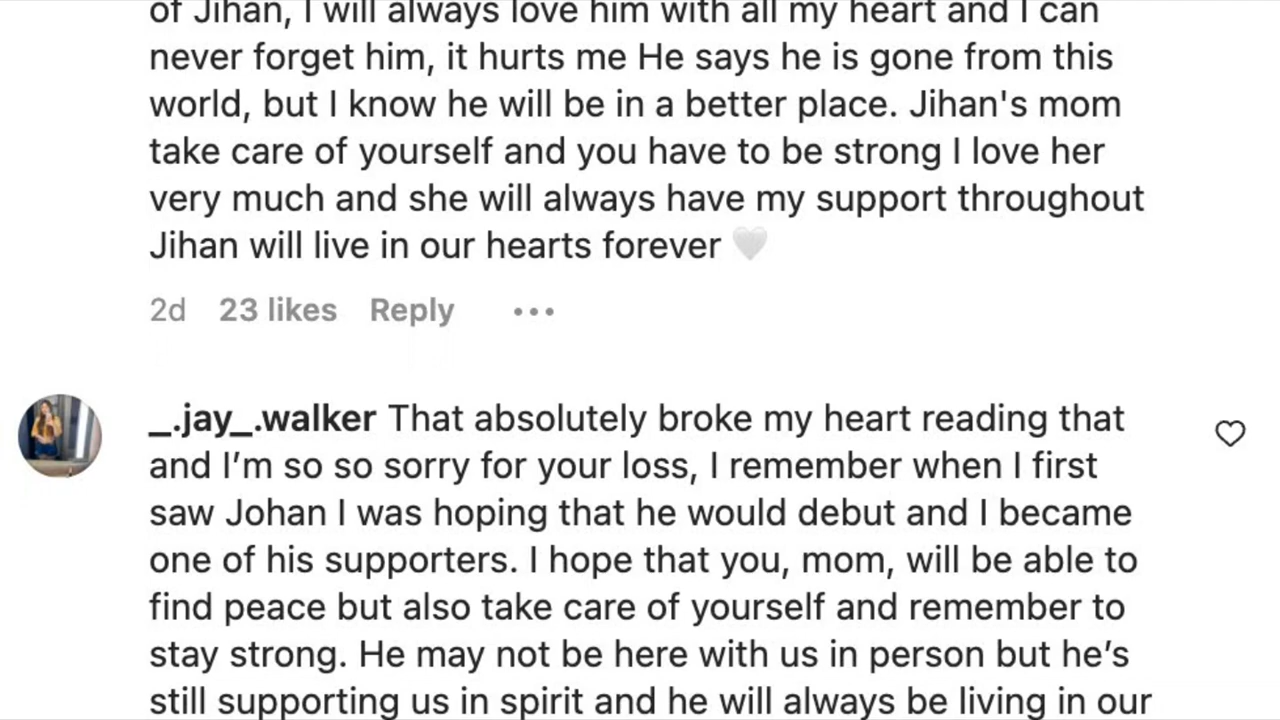 of Jihan, I will always love him with all my heart and I can
never forget him, it hurts me He says he is gone from this
world, but I know he will be in a better place. Jihan's mom
take care of yourself and you have to be strong I love her
very much and she will always have my support throughout
Jihan will live in our hearts forever 🤍
2d 23 likes Reply •••
_.jay_.walker That absolutely broke my heart reading that
and I’m so so sorry for your loss, I remember when I first
saw Johan I was hoping that he would debut and I became
one of his supporters. I hope that you, mom, will be able to
find peace but also take care of yourself and remember to
stay strong. He may not be here with us in person but he’s
still supporting us in spirit and he will always be living in our